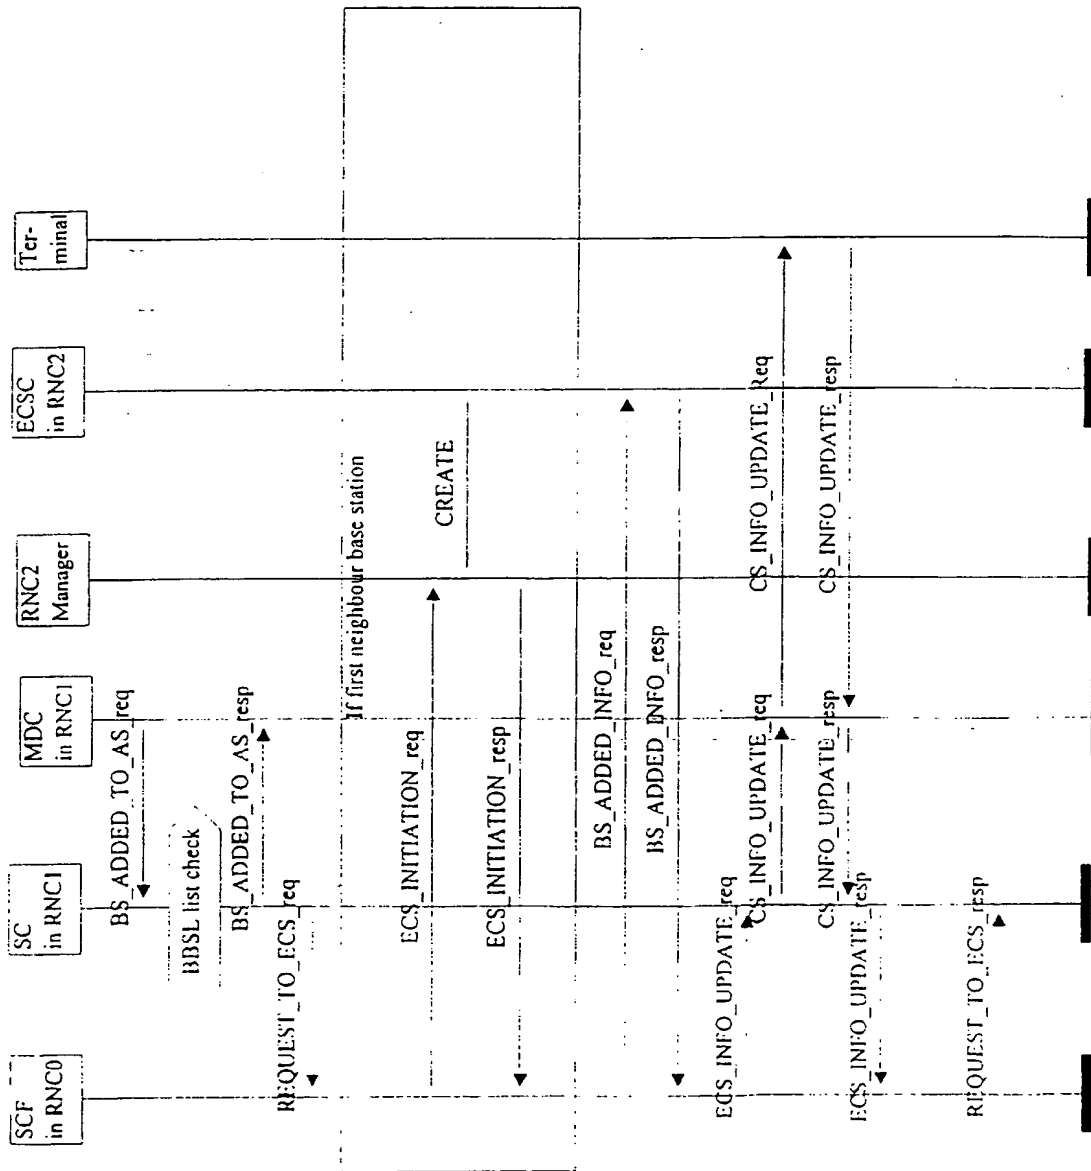 SCF
in RNC0
SC
in RNC1
MDC
in RNC1
RNC2
Manager
ECSC
in RNC2
Ter-
minal
BS_ADDED_TO_AS_req
BBSL list check
BS_ADDED_TO_AS_resp
REQUEST_TO_ECS_req
If first neighbour base station
ECS_INITIATION_req
CREATE
ECS_INITIATION_resp
BS_ADDED_INFO_req
BS_ADDED_INFO_resp
ECS_INFO_UPDATE_req
CS_INFO_UPDATE_req
CS_INFO_UPDATE_Req
CS_INFO_UPDATE_resp
CS_INFO_UPDATE_resp
ECS_INFO_UPDATE_resp
REQUEST_TO_ECS_resp